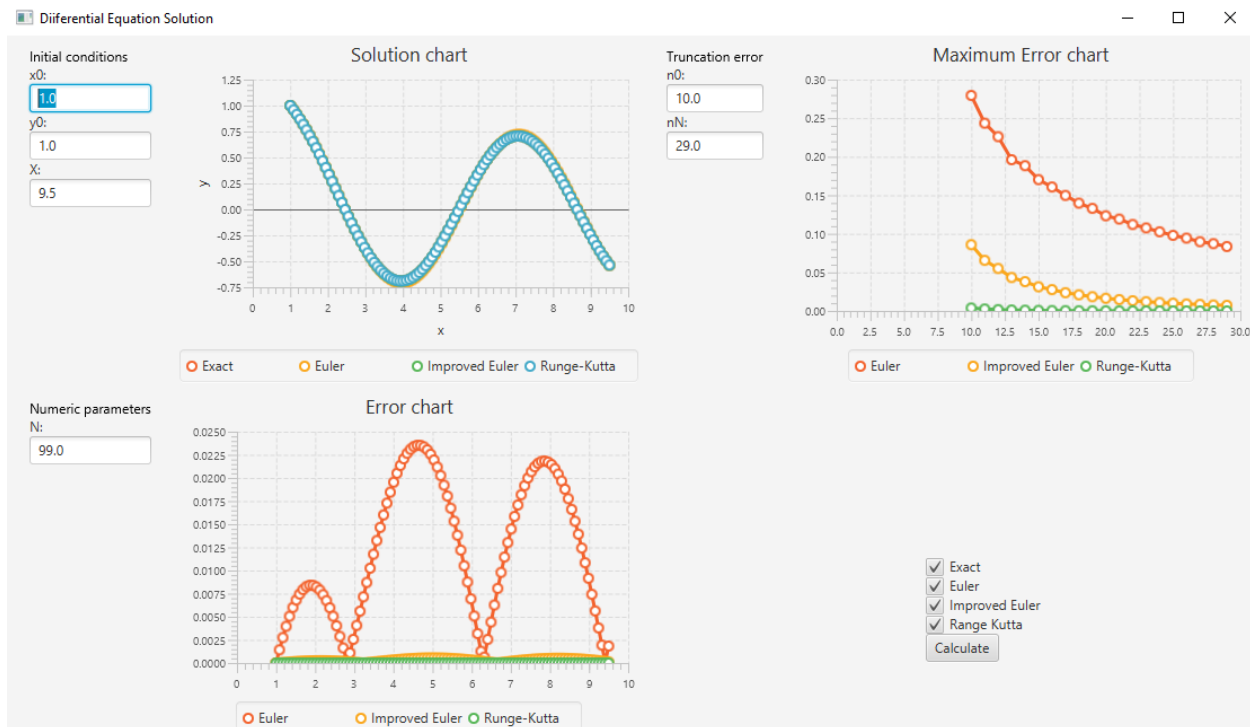 Diiferential Equation Solution
Initial conditions
x0:
1.0
y0:
1.0
X:
9.5
Solution chart
1.25
1.00
0.75
0.50
0.25
0.00
-0.25
-0.50
-0.75
y
0 1 2 3 4 5 6 7 8 9 10
x
Exact Euler Improved Euler Runge-Kutta
Truncation error
n0:
10.0
nN:
29.0
Maximum Error chart
0.30
0.25
0.20
0.15
0.10
0.05
0.00
0.0 2.5 5.0 7.5 10.0 12.5 15.0 17.5 20.0 22.5 25.0 27.5 30.0
Euler Improved Euler Runge-Kutta
Numeric parameters
N:
99.0
Error chart
0.0250
0.0225
0.0200
0.0175
0.0150
0.0125
0.0100
0.0075
0.0050
0.0025
0.0000
0 1 2 3 4 5 6 7 8 9 10
Euler Improved Euler Runge-Kutta
Exact
Euler
Improved Euler
Range Kutta
Calculate